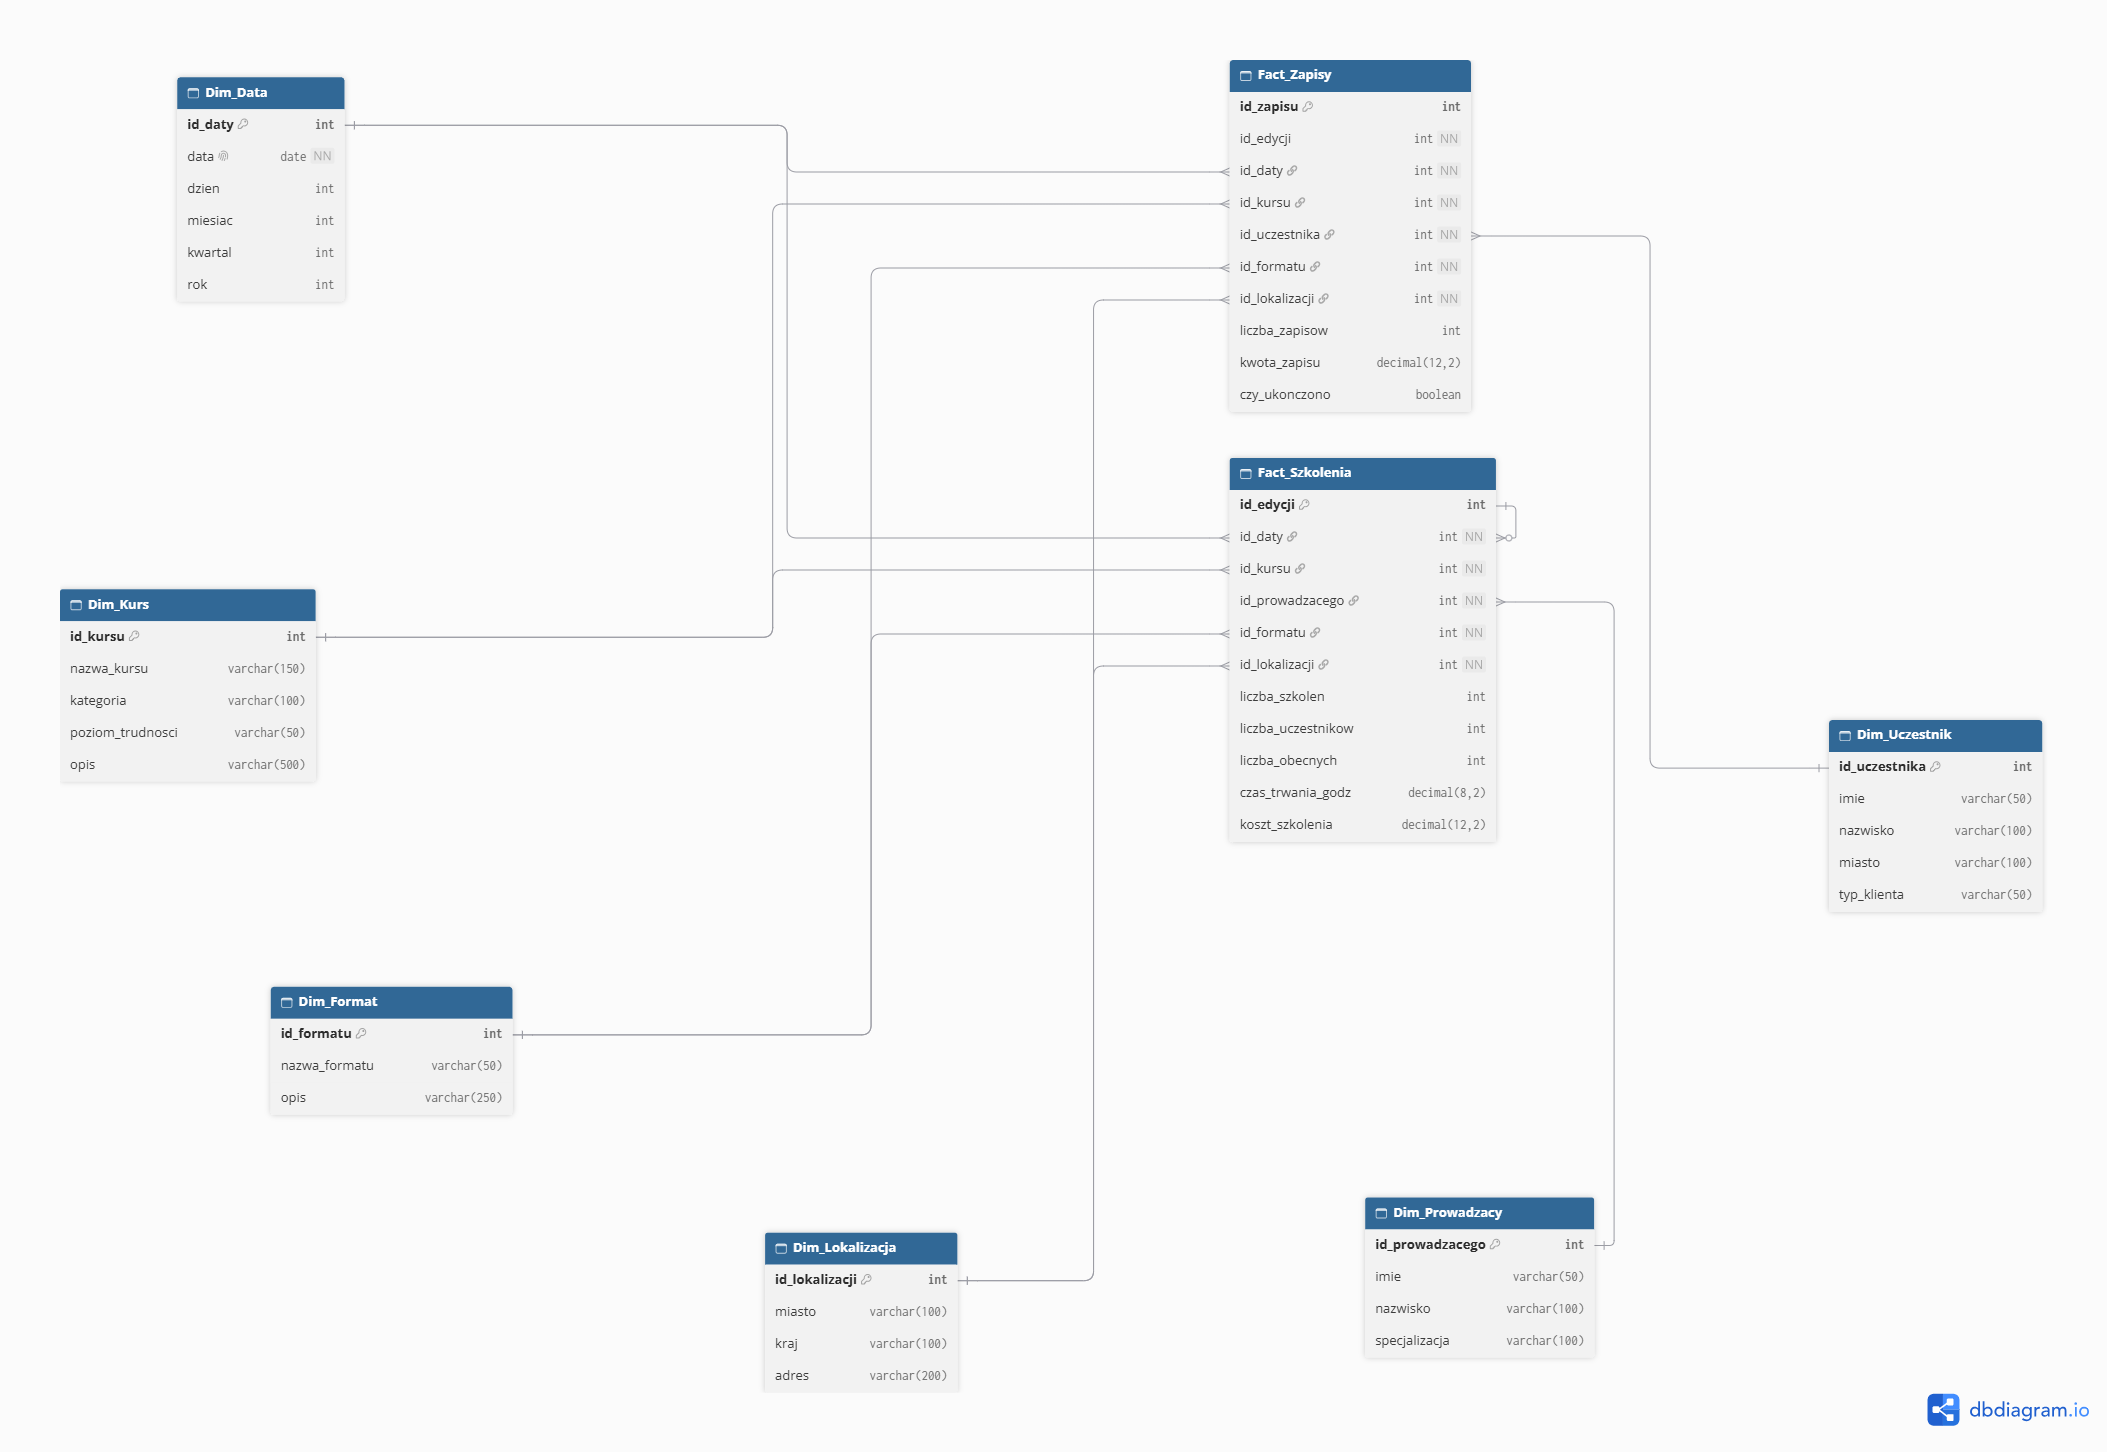 Dim_Data
id_daty int
data date NN
dzien int
miesiac int
kwartal int
rok int
Fact_Zapisy
id_zapisu int
id_edycji int NN
id_daty int NN
id_kursu int NN
id_uczestnika int NN
id_formatu int NN
id_lokalizacji int NN
liczba_zapisow int
kwota_zapisu decimal(12,2)
czy_ukonczono boolean
Fact_Szkolenia
id_edycji int
id_daty int NN
id_kursu int NN
id_prowadzacego int NN
id_formatu int NN
id_lokalizacji int NN
liczba_szkolen int
liczba_uczestnikow int
liczba_obecnych int
czas_trwania_godz decimal(8,2)
koszt_szkolenia decimal(12,2)
Dim_Kurs
id_kursu int
nazwa_kursu varchar(150)
kategoria varchar(100)
poziom_trudnosci varchar(50)
opis varchar(500)
Dim_Uczestnik
id_uczestnika int
imie varchar(50)
nazwisko varchar(100)
miasto varchar(100)
typ_klienta varchar(50)
Dim_Format
id_formatu int
nazwa_formatu varchar(50)
opis varchar(250)
Dim_Lokalizacja
id_lokalizacji int
miasto varchar(100)
kraj varchar(100)
adres varchar(200)
Dim_Prowadzacy
id_prowadzacego int
imie varchar(50)
nazwisko varchar(100)
specjalizacja varchar(100)
dbdiagram.io